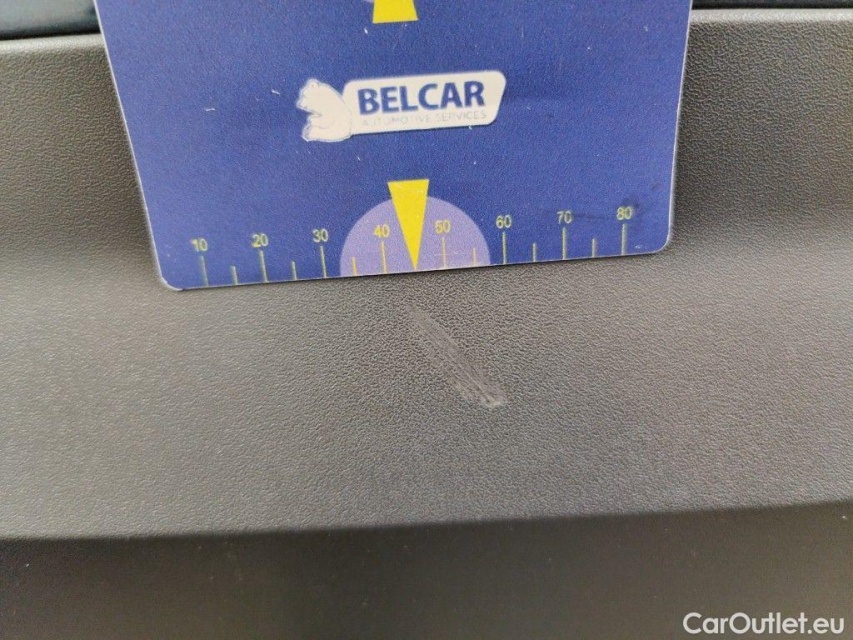 BELCAR
AUTOMOTIVE SERVICES
10 20 30 40 50 60 70 80
CarOutlet.eu